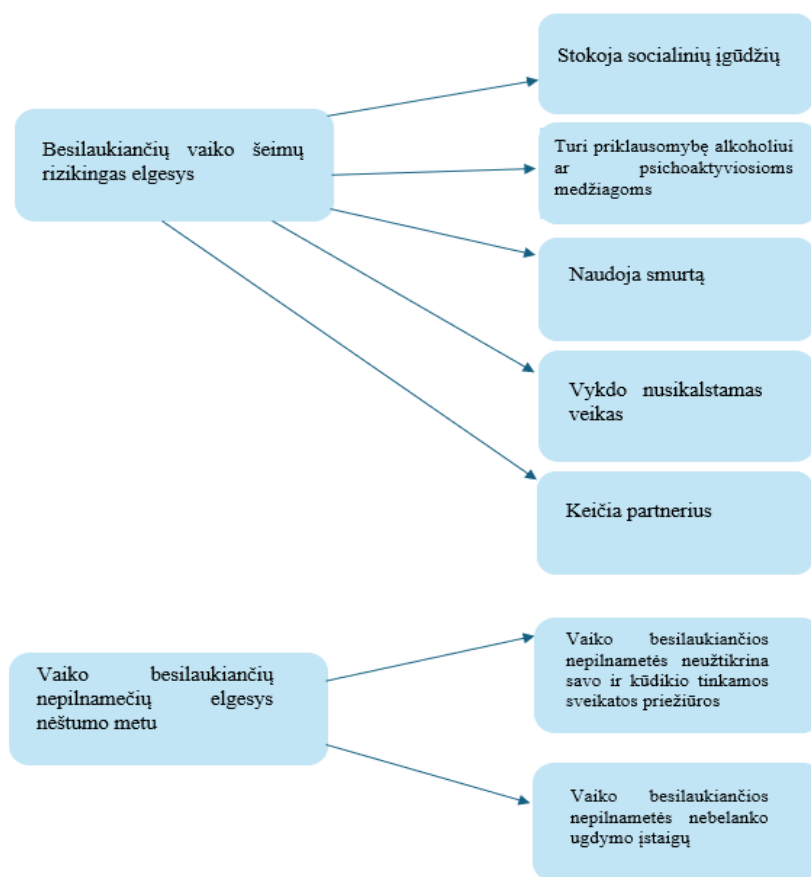 Besilaukiančių vaiko šeimų
rizikingas elgesys
Stokoja socialinių įgūdžių
Turi priklausomybę alkoholiui
ar psichoaktyviosioms
medžiagoms
Naudoja smurtą
Vykdo nusikalstamas
veikas
Keičia partnerius
Vaiko besilaukiančių
nepilnamečių elgesys
nėštumo metu
Vaiko besilaukiančios
nepilnametės neužtikrina
savo ir kūdikio tinkamos
sveikatos priežiūros
Vaiko besilaukiančios
nepilnametės nebelanko
ugdymo įstaigų